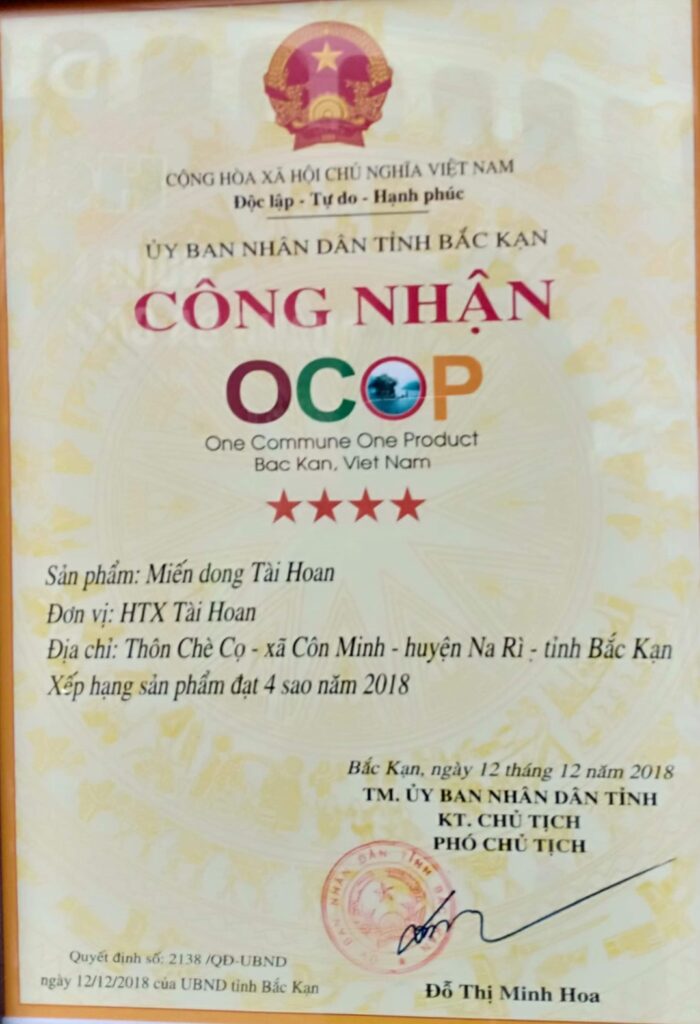 CỘNG HÒA XÃ HỘI CHỦ NGHĨA VIỆT NAM
Độc lập - Tự do - Hạnh phúc
ỦY BAN NHÂN DÂN TỈNH BẮC KẠN
CÔNG NHẬN
OCOP
One Commune One Product
Bac Kan, Viet Nam
Sản phẩm: Miến dong Tài Hoan
Đơn vị: HTX Tài Hoan
Địa chỉ: Thôn Chè Cọ - xã Côn Minh - huyện Na Rì - tỉnh Bắc Kạn
Xếp hạng sản phẩm đạt 4 sao năm 2018
Bắc Kạn, ngày 12 tháng 12 năm 2018
TM. ỦY BAN NHÂN DÂN TỈNH
KT. CHỦ TỊCH
PHÓ CHỦ TỊCH
Đỗ Thị Minh Hoa
Quyết định số: 2138 /QĐ-UBND
ngày 12/12/2018 của UBND tỉnh Bắc Kạn